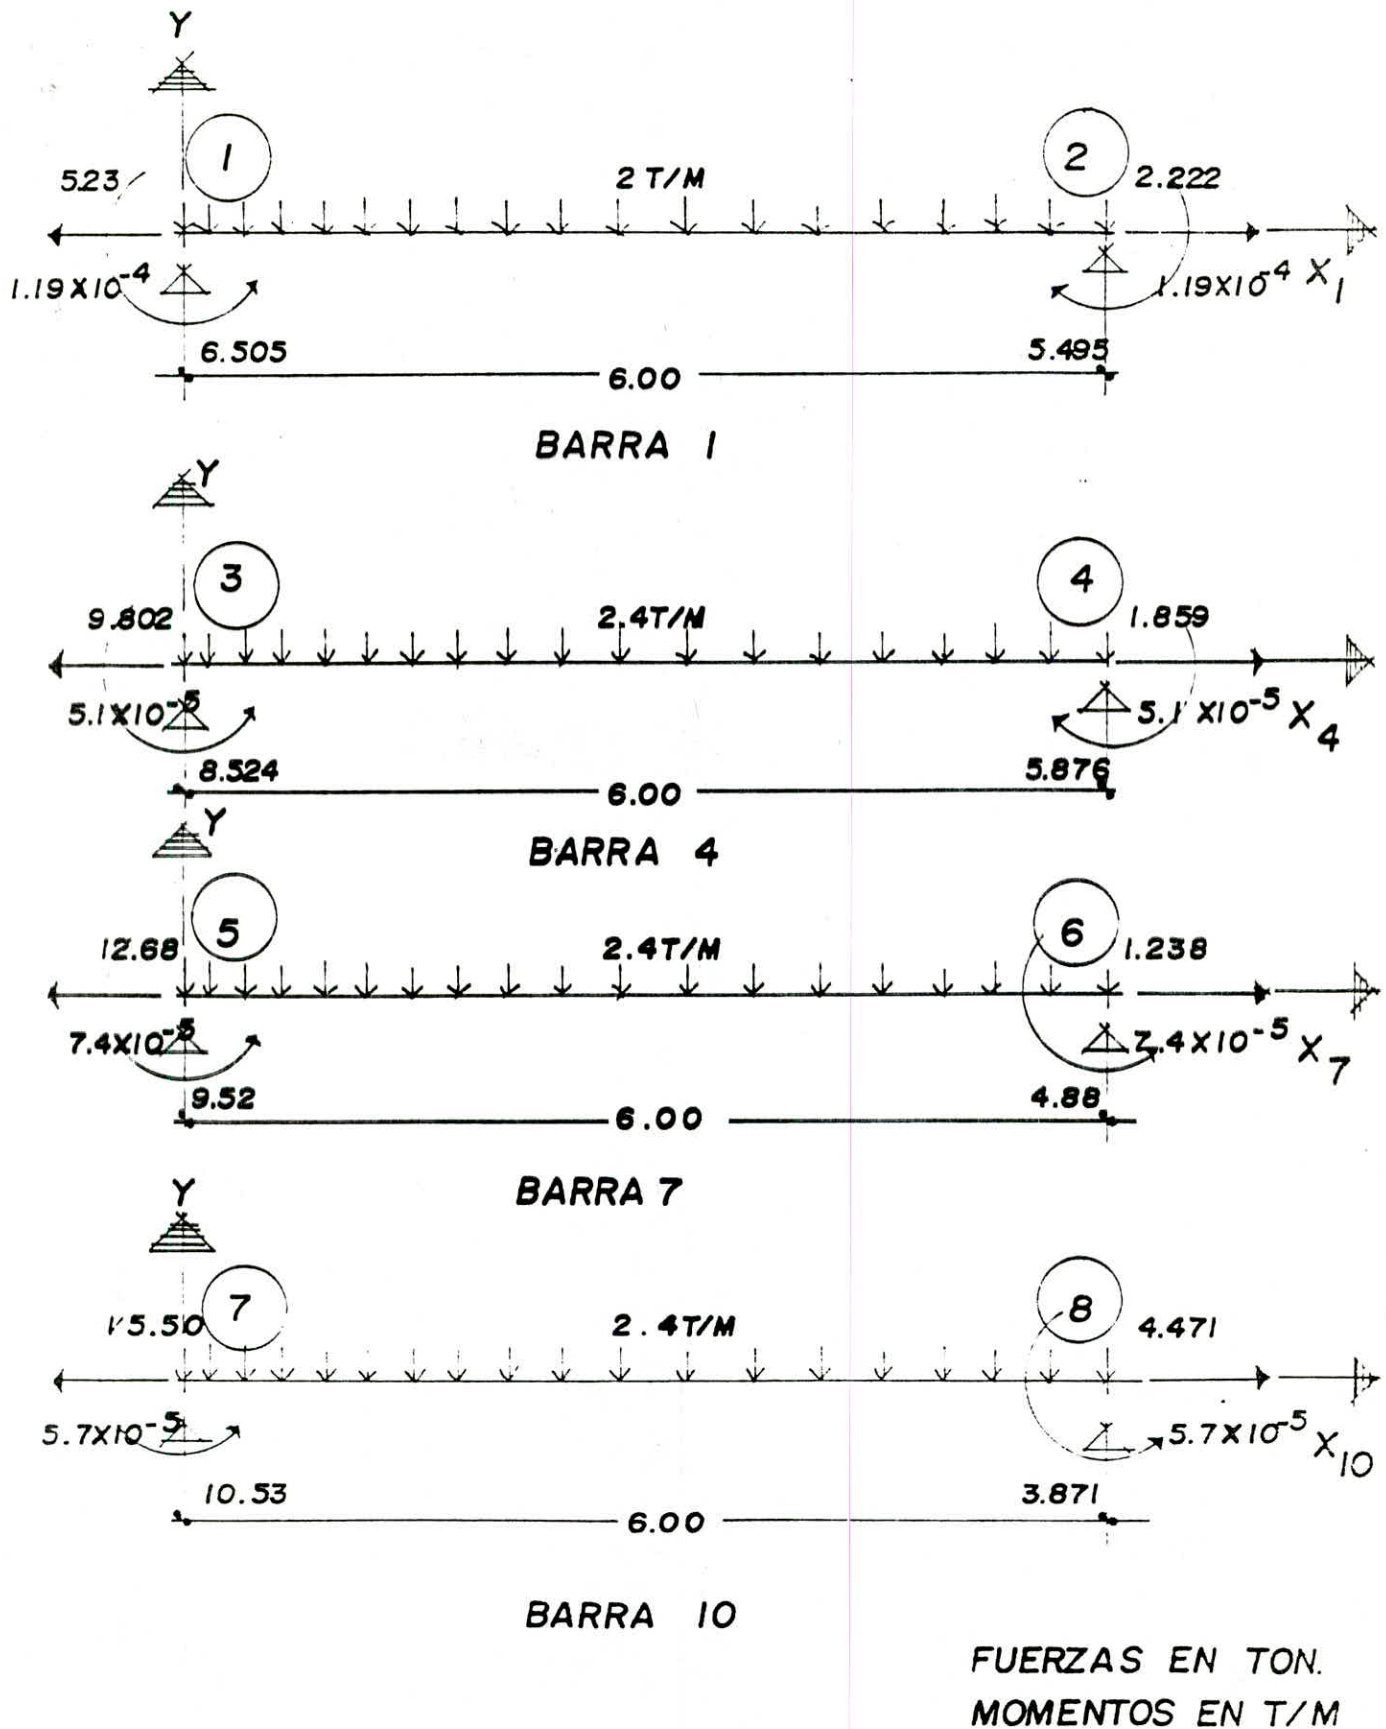 Y
1 2
5.23 2 T/M 2.222
1.19X10-4 1.19X10-4 X1
6.505 5.495
6.00
BARRA 1
Y
3 4
9.802 2.4T/M 1.859
5.1X10-5 5.1X10-5 X4
8.524 5.876
6.00
Y
BARRA 4
5 6
12.68 2.4T/M 1.238
7.4X10-5 7.4X10-5 X7
9.52 4.88
6.00
BARRA 7
Y
7 8
15.50 2.4T/M 4.471
5.7X10-5 5.7X10-5 X10
10.53 3.871
6.00
BARRA 10
FUERZAS EN TON.
MOMENTOS EN T/M